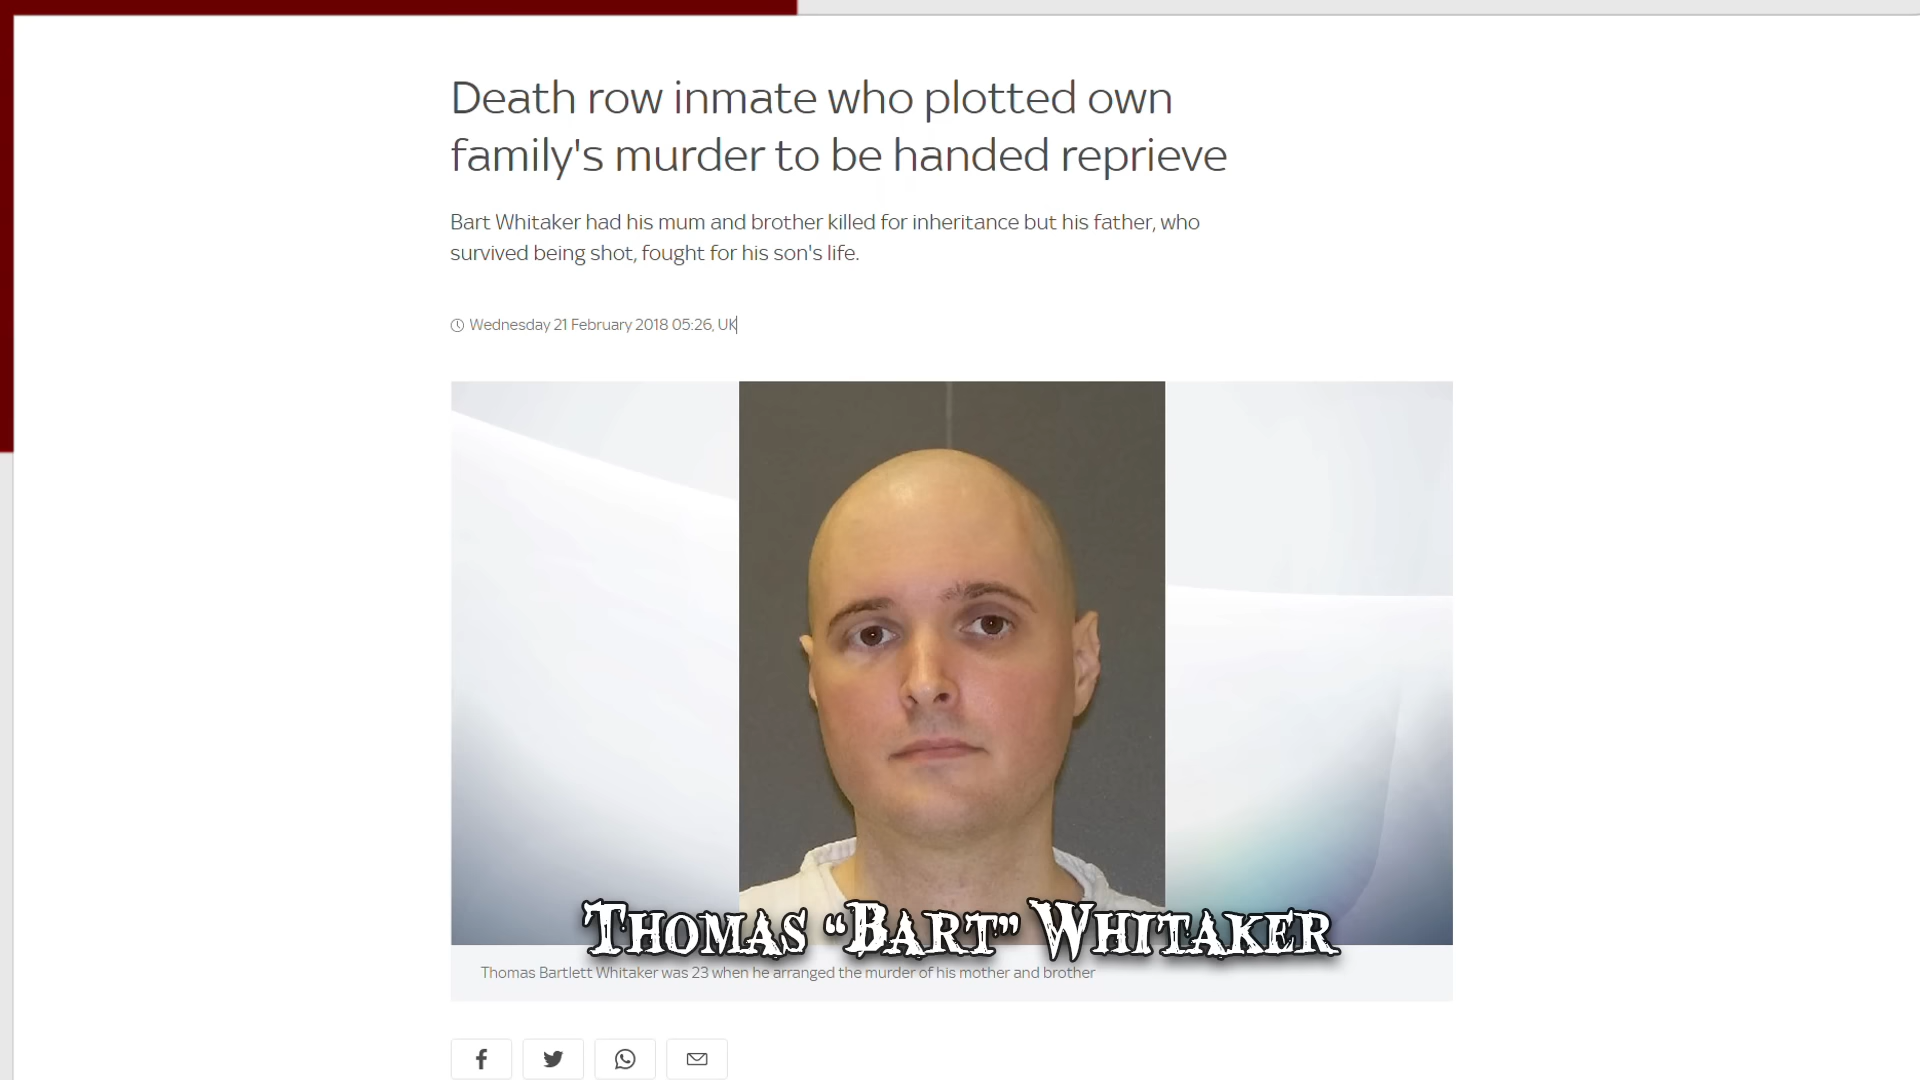 Death row inmate who plotted own
family's murder to be handed reprieve
Bart Whitaker had his mum and brother killed for inheritance but his father, who
survived being shot, fought for his son's life.
Wednesday 21 February 2018 05:26, UK
THOMAS “BART” WHITAKER
Thomas Bartlett Whitaker was 23 when he arranged the murder of his mother and brother